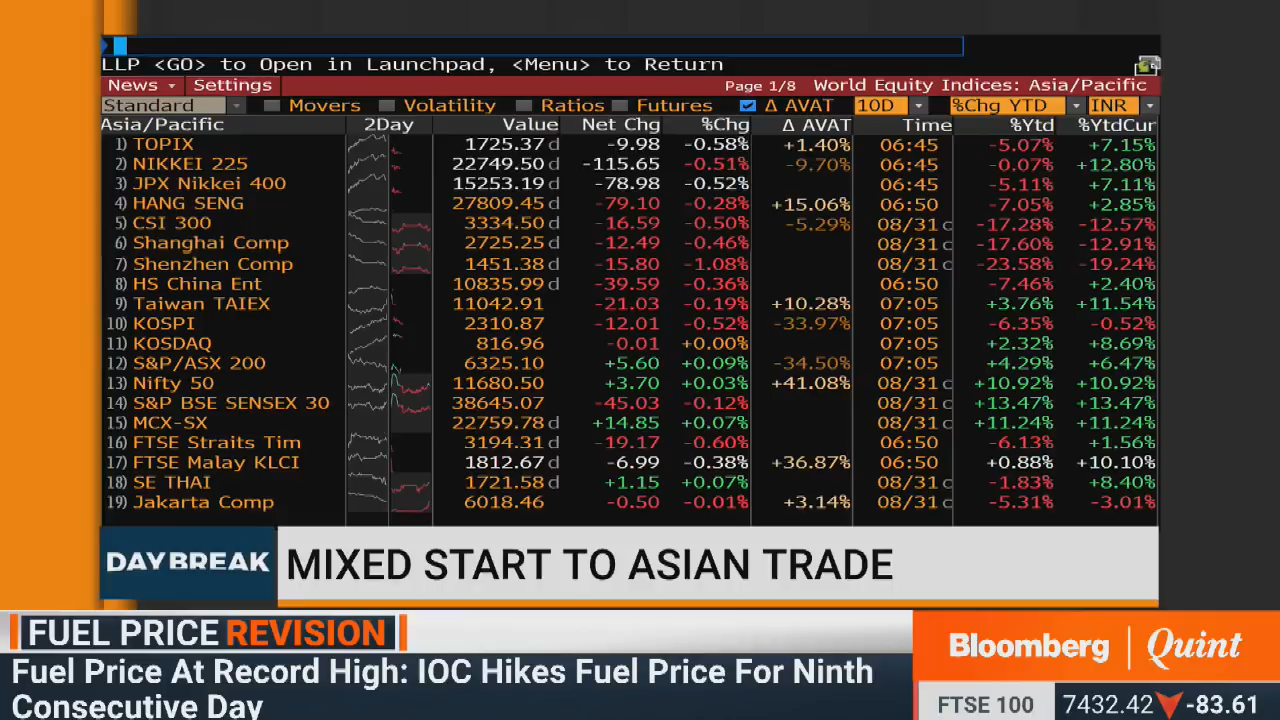 LLP <GO> to Open in Launchpad, <Menu> to Return
News Settings Page 1/8 World Equity Indices: Asia/Pacific
Standard Movers Volatility Ratios Futures Δ AVAT 10D %Chg YTD INR
Asia/Pacific 2Day Value Net Chg %Chg Δ AVAT Time %Ytd %YtdCur
1) TOPIX 1725.37 d -9.98 -0.58% +1.40% 06:45 -5.07% +7.15%
2) NIKKEI 225 22749.50 d -115.65 -0.51% -9.70% 06:45 -0.07% +12.80%
3) JPX Nikkei 400 15253.19 d -78.98 -0.52% 06:45 -5.11% +7.11%
4) HANG SENG 27809.45 d -79.10 -0.28% +15.06% 06:50 -7.05% +2.85%
5) CSI 300 3334.50 d -16.59 -0.50% -5.29% 08/31 c -17.28% -12.57%
6) Shanghai Comp 2725.25 d -12.49 -0.46% 08/31 c -17.60% -12.91%
7) Shenzhen Comp 1451.38 d -15.80 -1.08% 08/31 c -23.58% -19.24%
8) HS China Ent 10835.99 d -39.59 -0.36% 06:50 -7.46% +2.40%
9) Taiwan TAIEX 11042.91 -21.03 -0.19% +10.28% 07:05 +3.76% +11.54%
10) KOSPI 2310.87 -12.01 -0.52% -33.97% 07:05 -6.35% -0.52%
11) KOSDAQ 816.96 -0.01 +0.00% 07:05 +2.32% +8.69%
12) S&P/ASX 200 6325.10 +5.60 +0.09% -34.50% 07:05 +4.29% +6.47%
13) Nifty 50 11680.50 +3.70 +0.03% +41.08% 08/31 c +10.92% +10.92%
14) S&P BSE SENSEX 30 38645.07 -45.03 -0.12% 08/31 c +13.47% +13.47%
15) MCX-SX 22759.78 d +14.85 +0.07% 08/31 c +11.24% +11.24%
16) FTSE Straits Tim 3194.31 d -19.17 -0.60% 06:50 -6.13% +1.56%
17) FTSE Malay KLCI 1812.67 d -6.99 -0.38% +36.87% 06:50 +0.88% +10.10%
18) SE THAI 1721.58 d +1.15 +0.07% 08/31 c -1.83% +8.40%
19) Jakarta Comp 6018.46 -0.50 -0.01% +3.14% 08/31 c -5.31% -3.01%
DAYBREAK MIXED START TO ASIAN TRADE
FUEL PRICE REVISION
Fuel Price At Record High: IOC Hikes Fuel Price For Ninth
Consecutive Day
Bloomberg Quint
FTSE 100 7432.42 -83.61